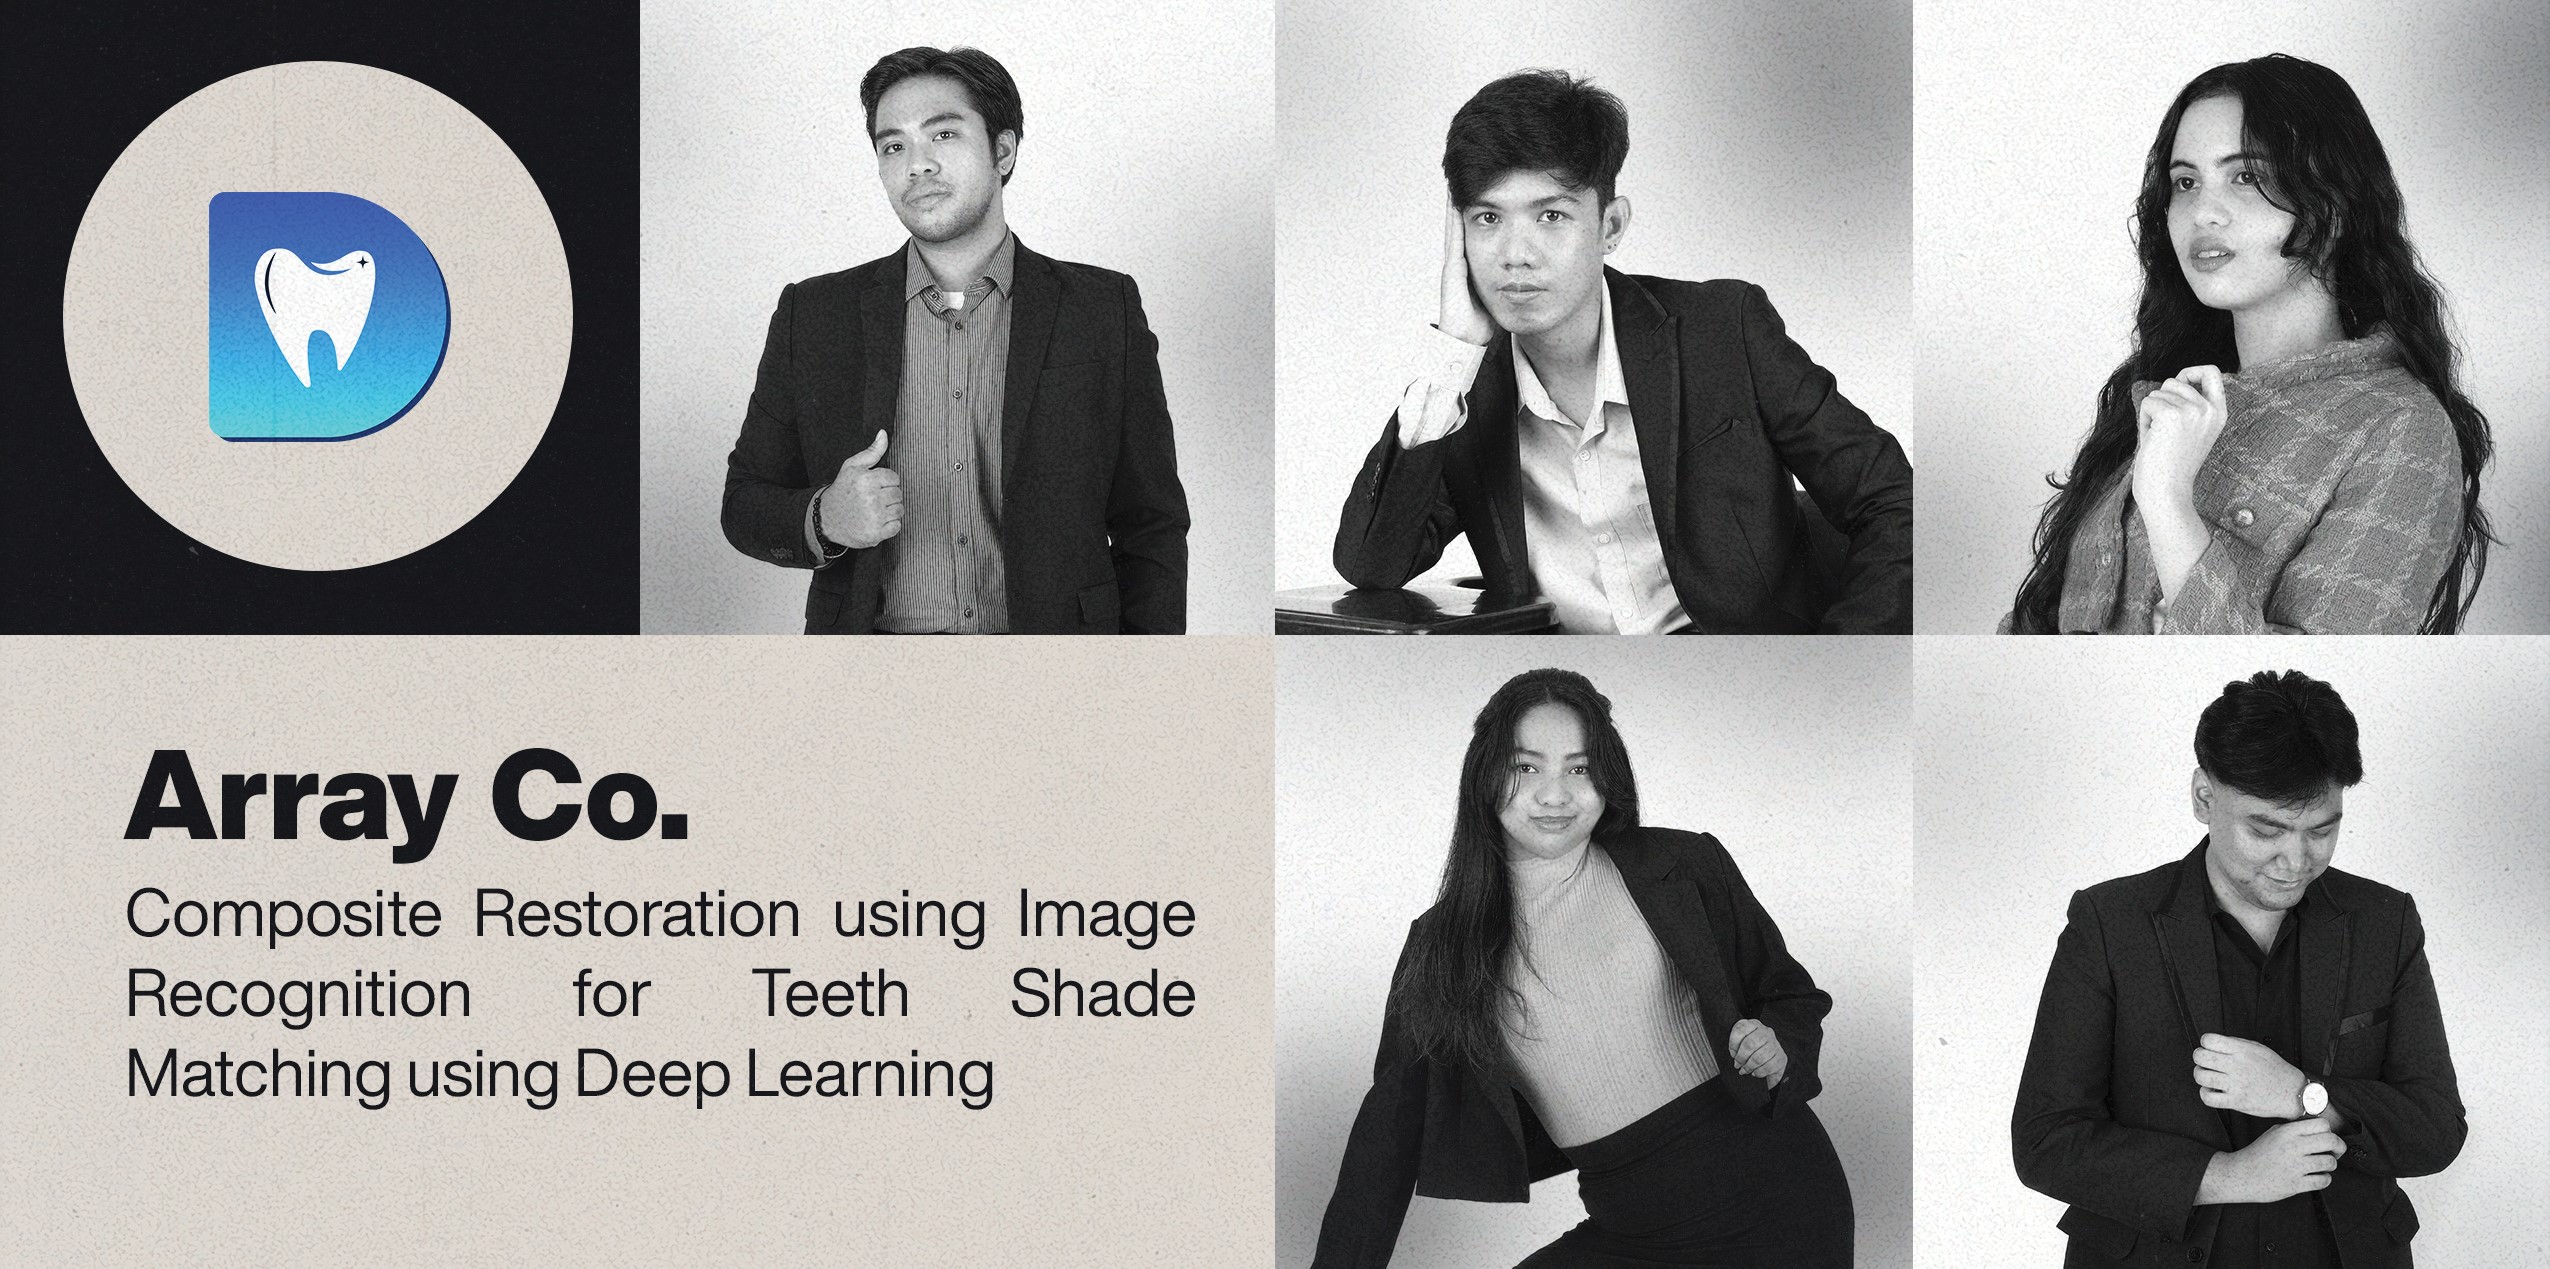 Array Co.
Composite Restoration using Image
Recognition for Teeth Shade
Matching using Deep Learning